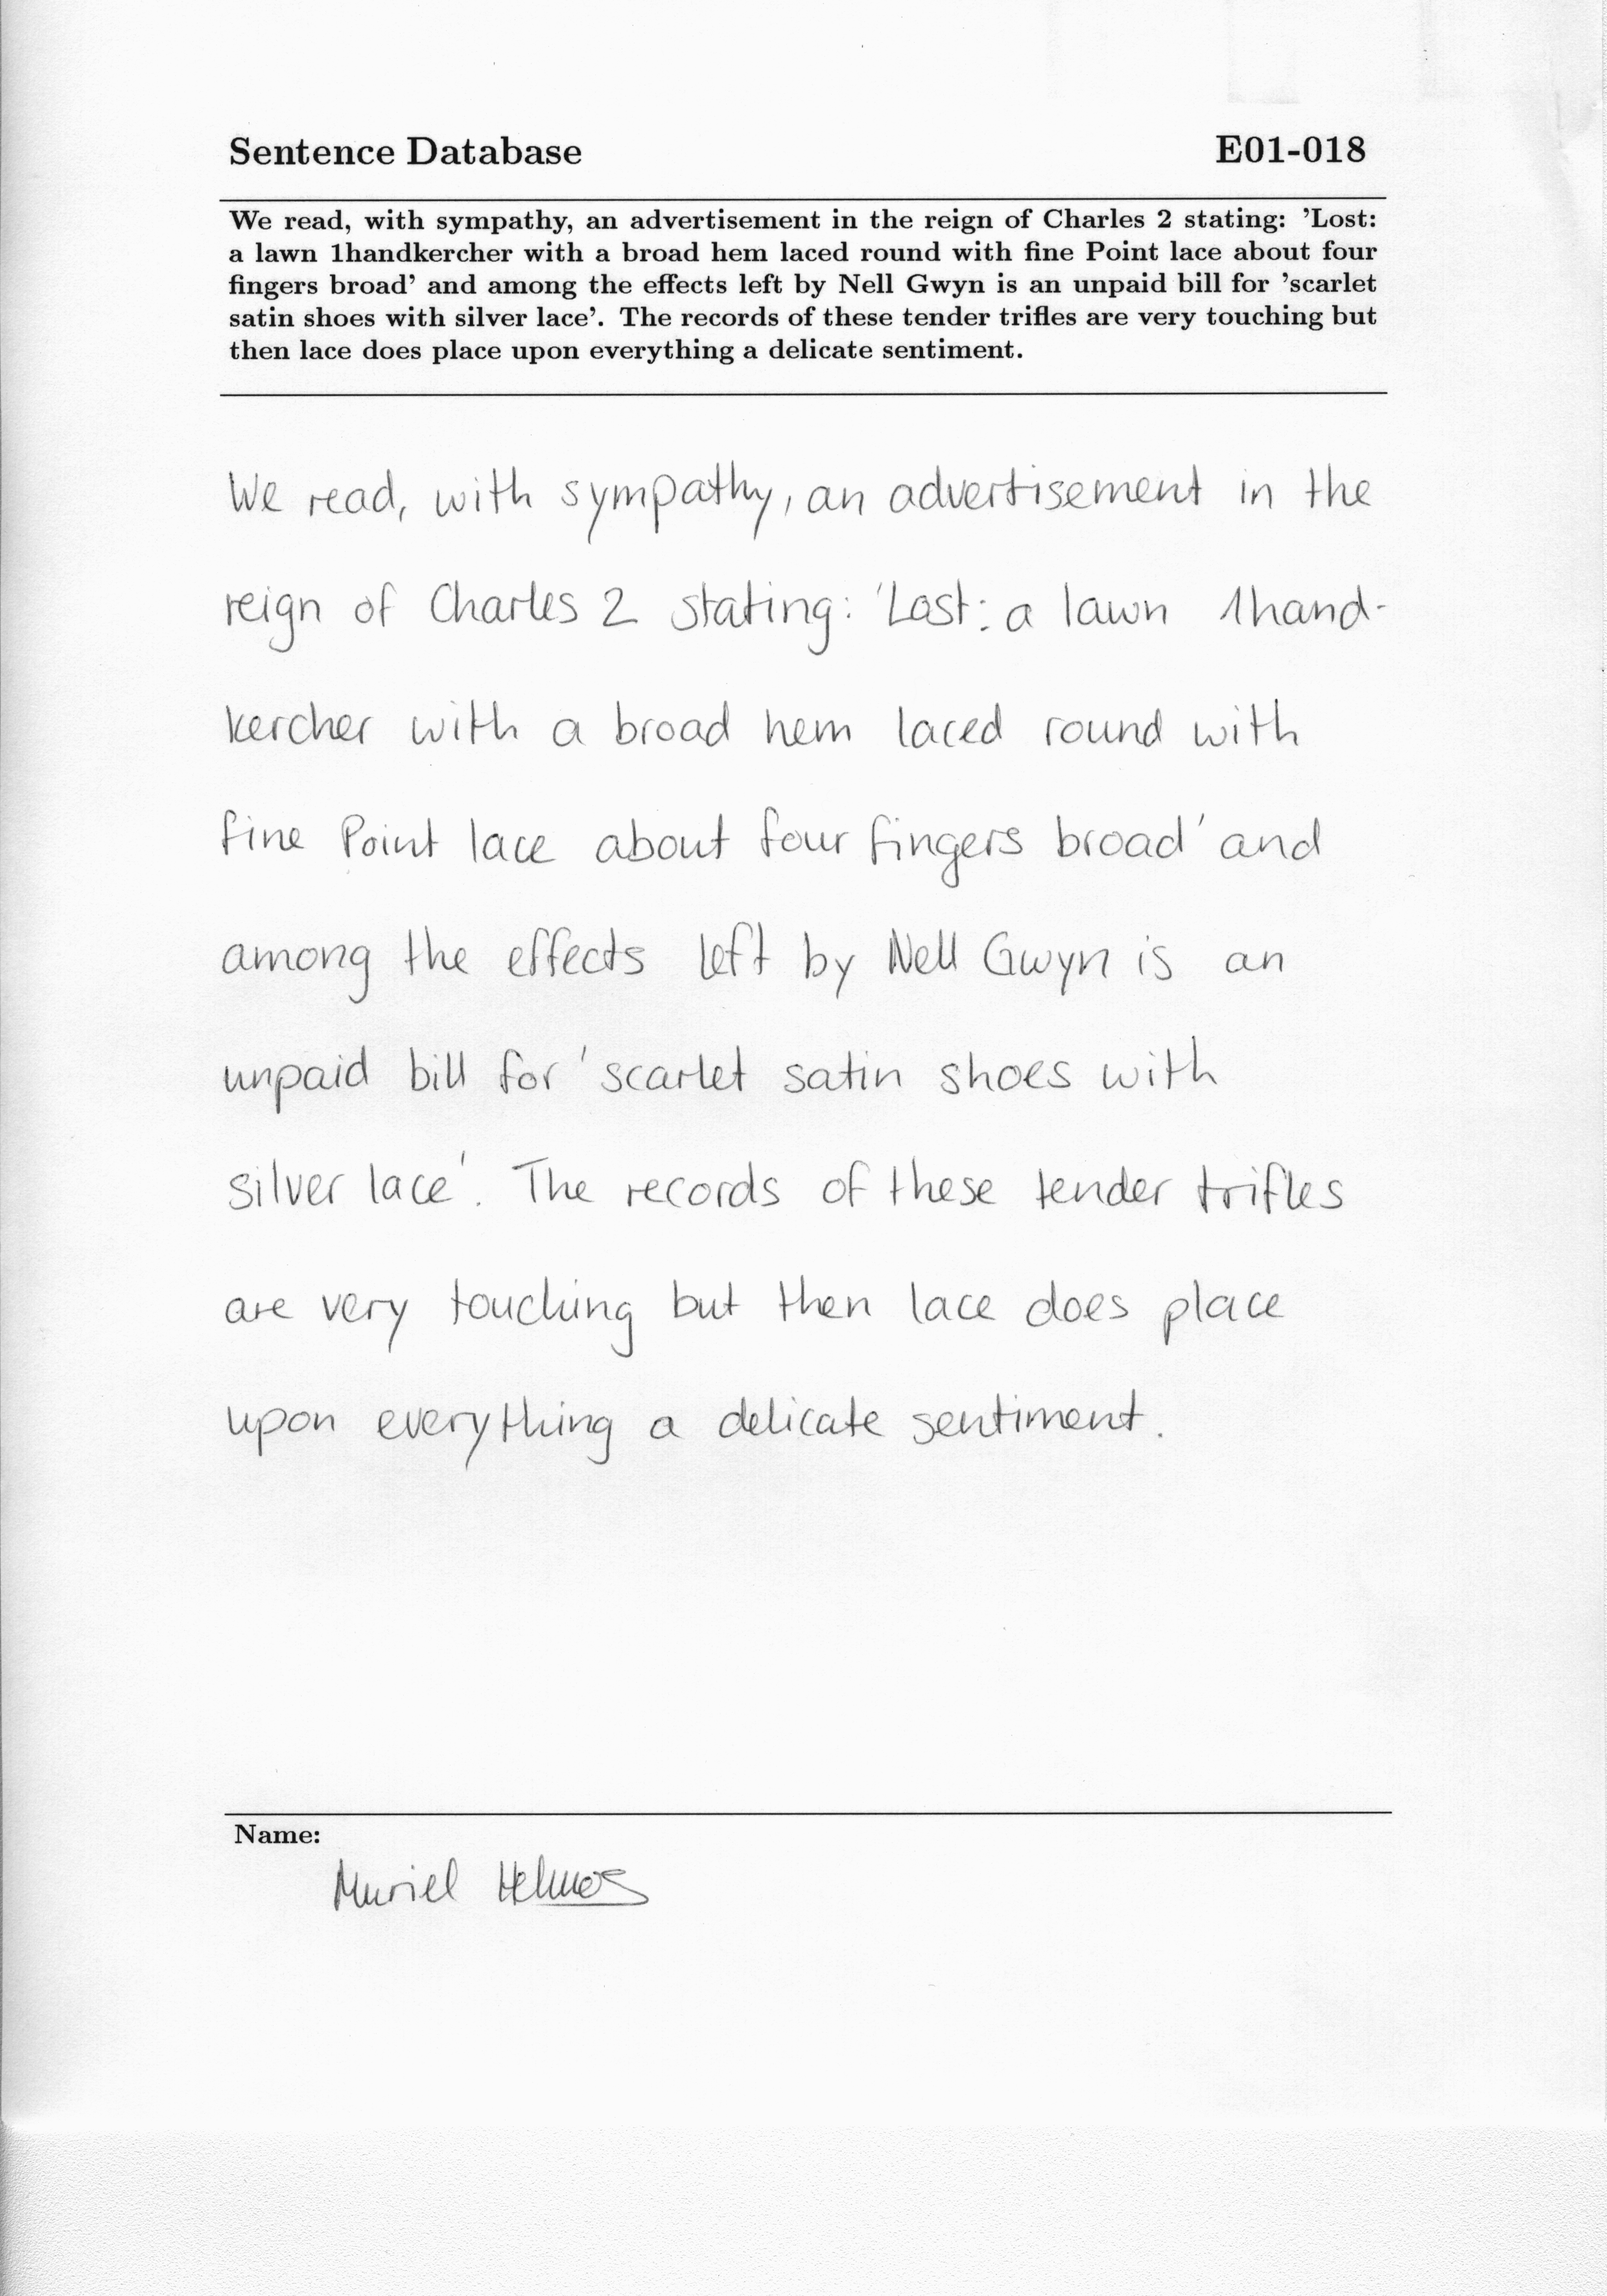 Sentence Database E01-018
We read, with sympathy, an advertisement in the reign of Charles 2 stating: 'Lost:
a lawn 1handkercher with a broad hem laced round with fine Point lace about four
fingers broad' and among the effects left by Nell Gwyn is an unpaid bill for 'scarlet
satin shoes with silver lace'. The records of these tender trifles are very touching but
then lace does place upon everything a delicate sentiment.
We read, with sympathy, an advertisement in the
reign of Charles 2 stating: 'Lost: a lawn 1hand-
kercher with a broad hem laced round with
fine Point lace about four fingers broad' and
among the effects left by Nell Gwyn is an
unpaid bill for 'scarlet satin shoes with
silver lace'. The records of these tender trifles
are very touching but then lace does place
upon everything a delicate sentiment.
Name:
Muriel